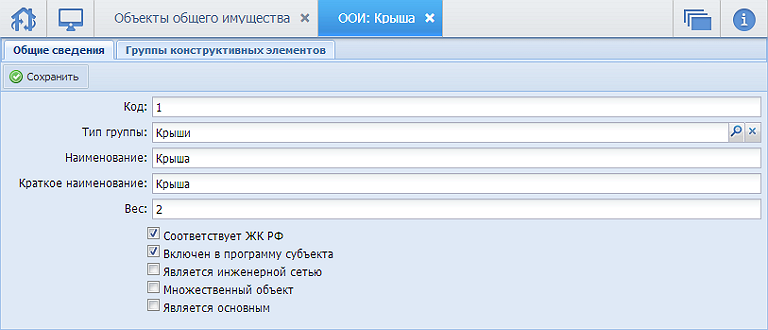 Объекты общего имущества
ООИ: Крыша
Общие сведения
Группы конструктивных элементов
Сохранить
Код: 1
Тип группы: Крыши
Наименование: Крыша
Краткое наименование: Крыша
Вес: 2
Соответствует ЖК РФ
Включен в программу субъекта
Является инженерной сетью
Множественный объект
Является основным